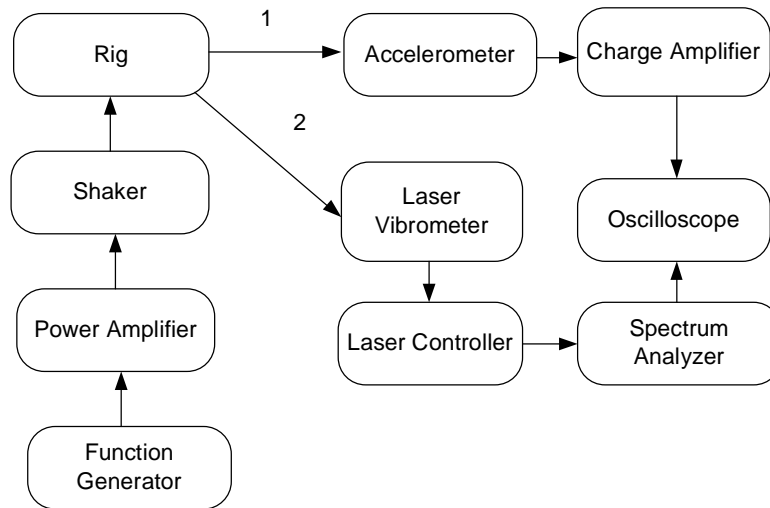 1
Rig
Accelerometer
Charge Amplifier
2
Shaker
Laser
Vibrometer
Oscilloscope
Power Amplifier
Laser Controller
Spectrum
Analyzer
Function
Generator